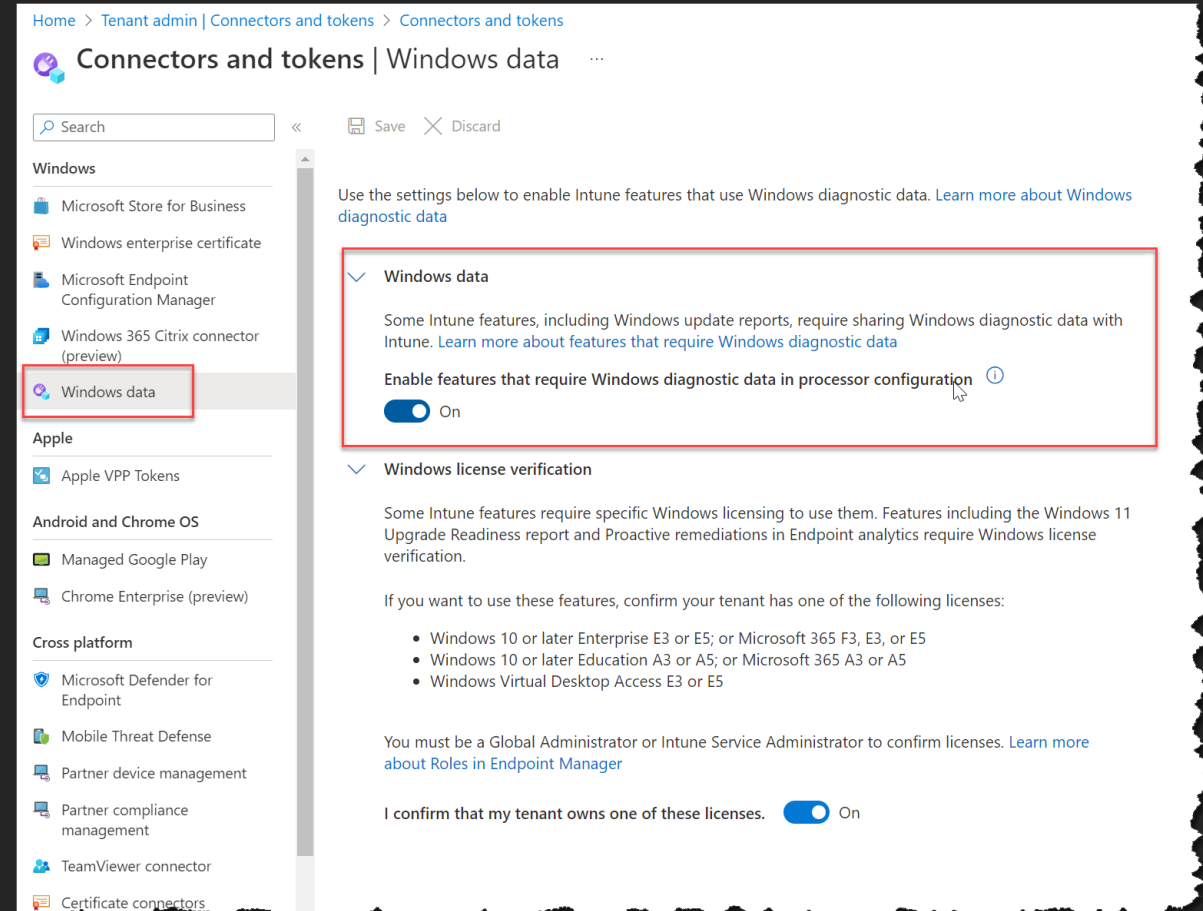 Home > Tenant admin | Connectors and tokens > Connectors and tokens
Connectors and tokens | Windows data ...
Search
«
Save
Discard
Windows
Microsoft Store for Business
Windows enterprise certificate
Microsoft Endpoint
Configuration Manager
Windows 365 Citrix connector
(preview)
Windows data
Apple
Apple VPP Tokens
Android and Chrome OS
Managed Google Play
Chrome Enterprise (preview)
Cross platform
Microsoft Defender for
Endpoint
Mobile Threat Defense
Partner device management
Partner compliance
management
TeamViewer connector
Certificate connectors
Use the settings below to enable Intune features that use Windows diagnostic data. Learn more about Windows
diagnostic data
Windows data
Some Intune features, including Windows update reports, require sharing Windows diagnostic data with
Intune. Learn more about features that require Windows diagnostic data
Enable features that require Windows diagnostic data in processor configuration
On
Windows license verification
Some Intune features require specific Windows licensing to use them. Features including the Windows 11
Upgrade Readiness report and Proactive remediations in Endpoint analytics require Windows license
verification.
If you want to use these features, confirm your tenant has one of the following licenses:
• Windows 10 or later Enterprise E3 or E5; or Microsoft 365 F3, E3, or E5
• Windows 10 or later Education A3 or A5; or Microsoft 365 A3 or A5
• Windows Virtual Desktop Access E3 or E5
You must be a Global Administrator or Intune Service Administrator to confirm licenses. Learn more
about Roles in Endpoint Manager
I confirm that my tenant owns one of these licenses.
On